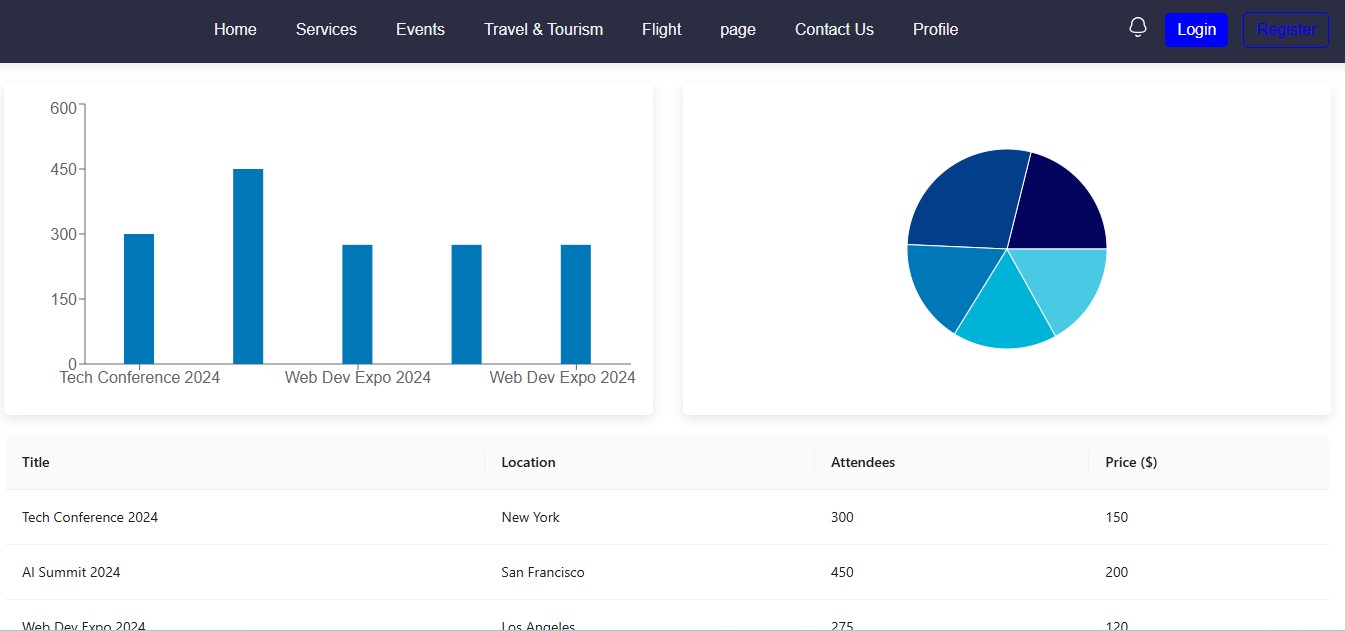 Home Services Events Travel & Tourism Flight page Contact Us Profile Login Register
600
450
300
150
0
Tech Conference 2024 Web Dev Expo 2024 Web Dev Expo 2024
Title Location Attendees Price ($)
Tech Conference 2024 New York 300 150
AI Summit 2024 San Francisco 450 200
Web Dev Expo 2024 Los Angeles 275 120